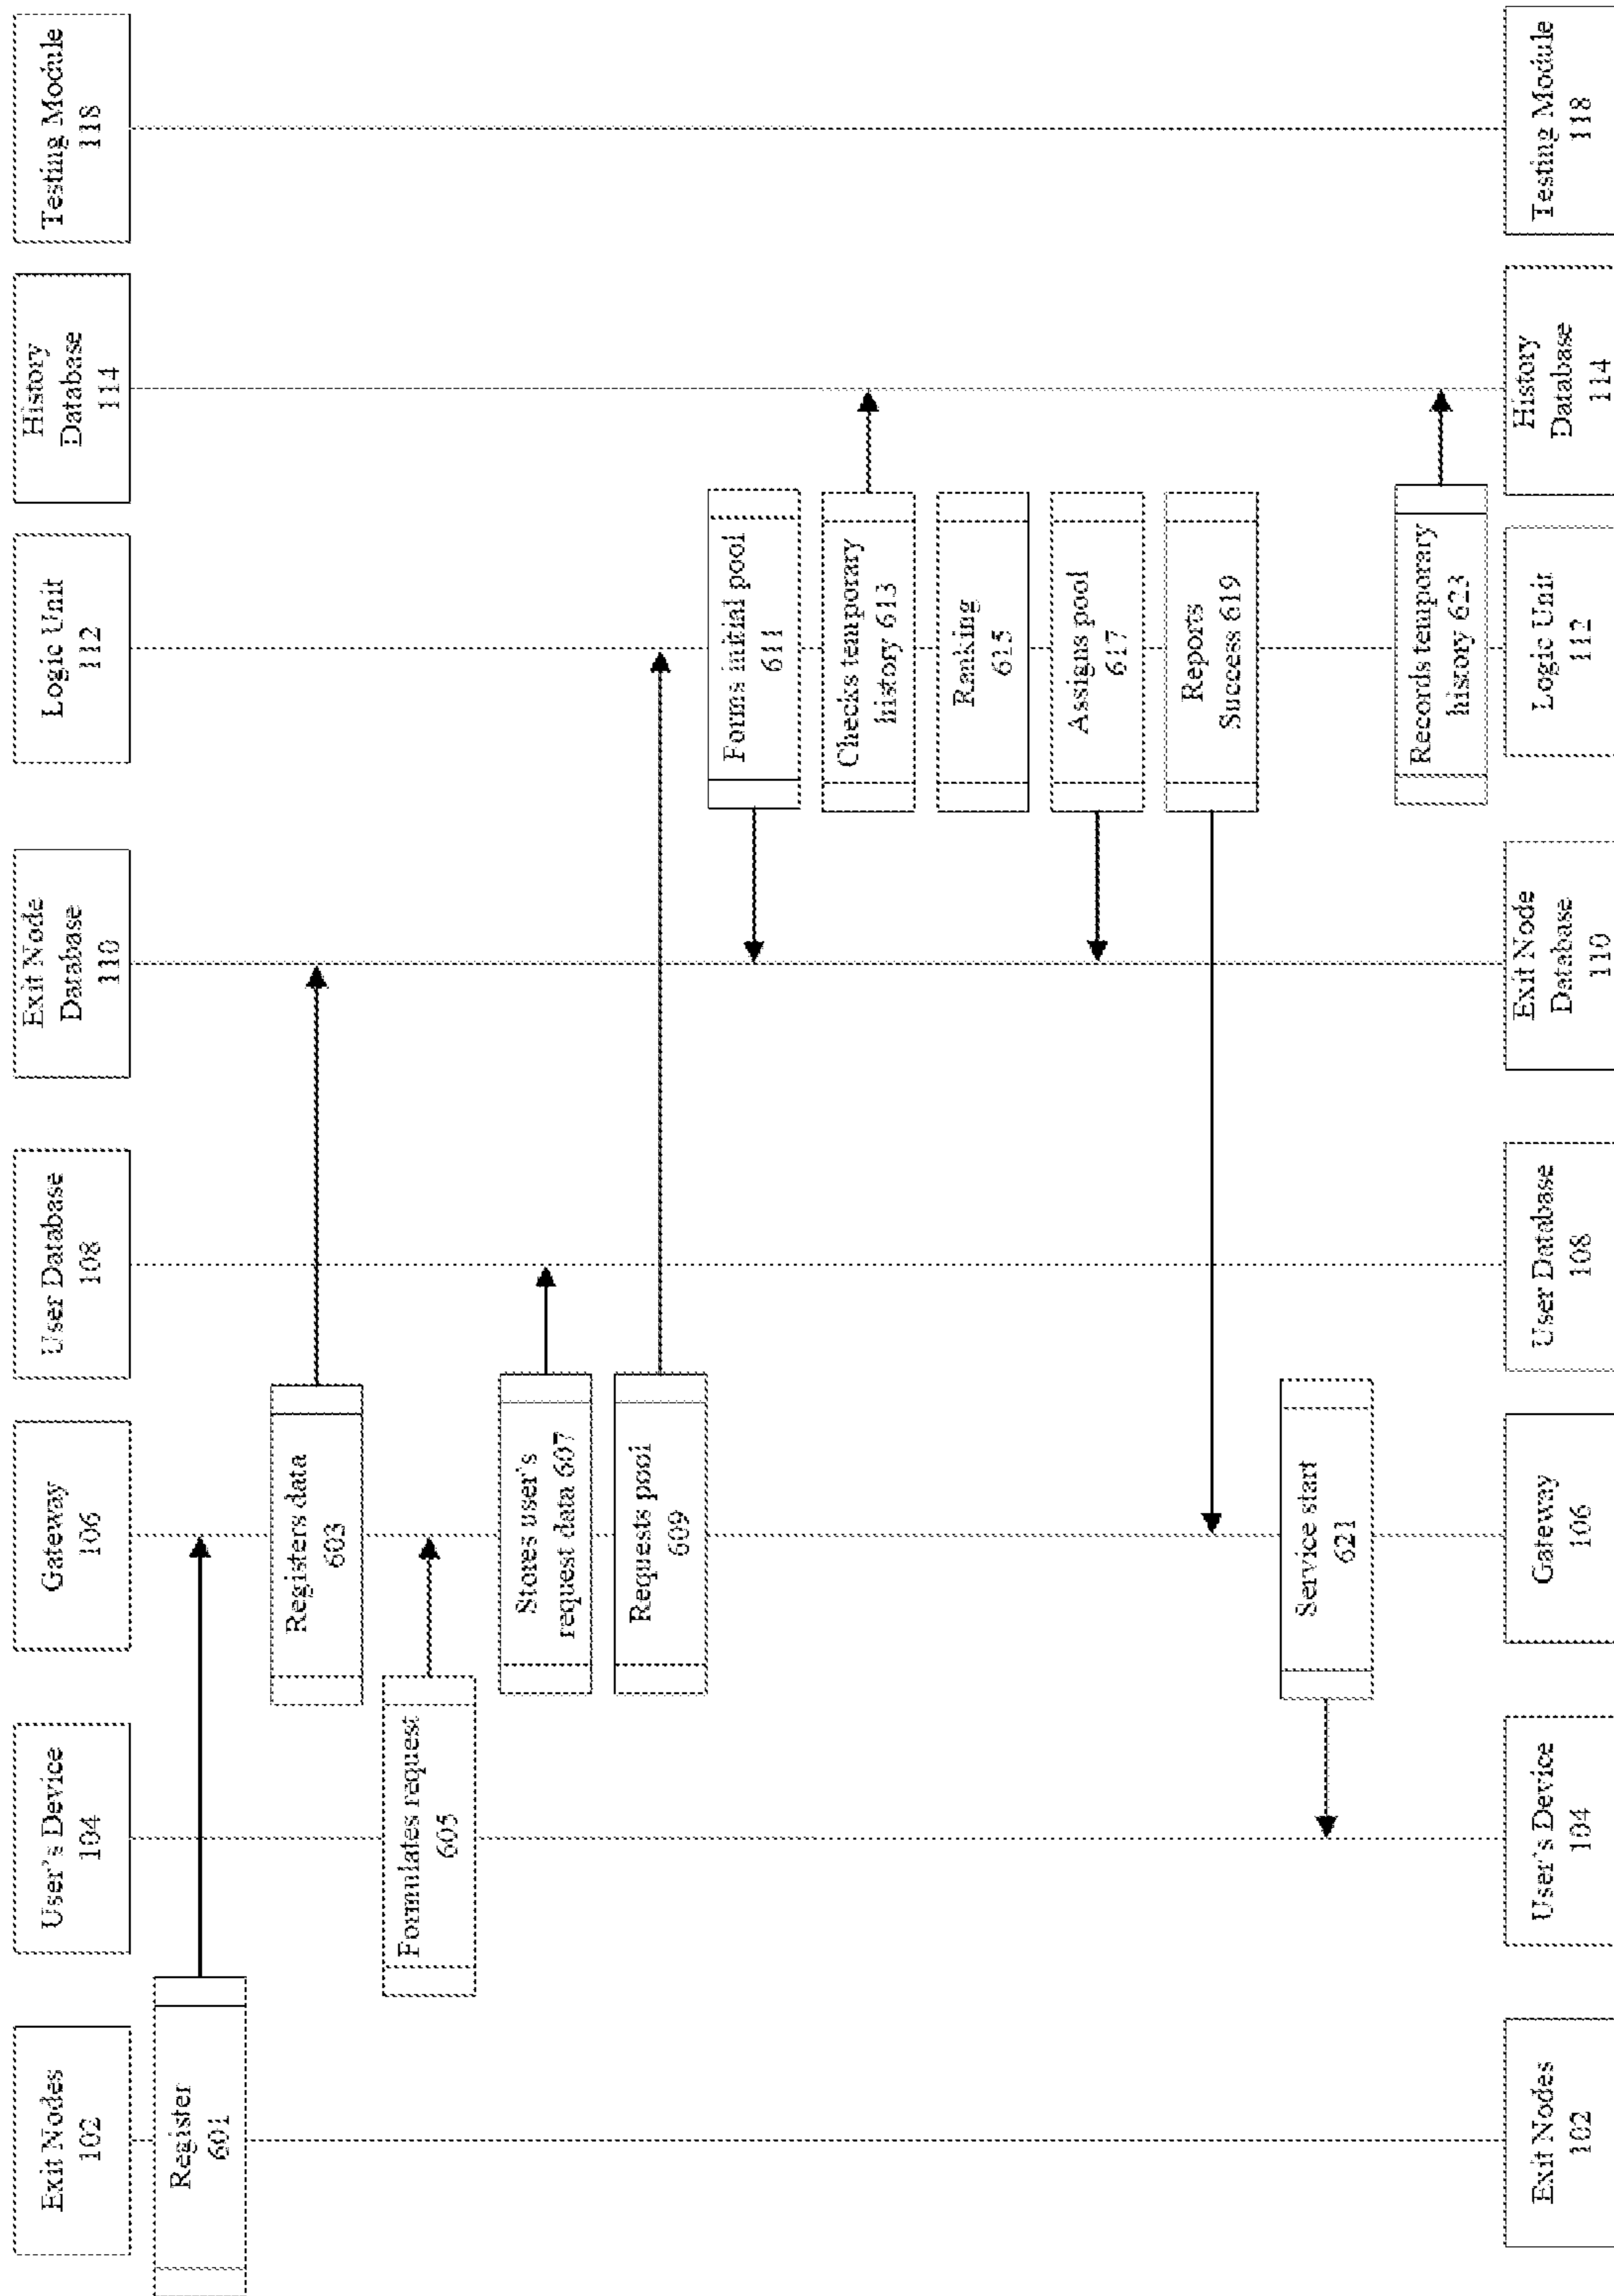 Exit Nodes
102
User's Device
104
Gateway
106
User Database
108
Exit Node
Database
110
Logic Unit
112
History
Database
114
Testing Module
118
Register
601
Registers data
603
Formulates request
605
Stores user's
request data 607
Requests pool
609
Forms initial pool
611
Checks temporary
history 613
Ranking
615
Assigns pool
617
Reports
Success 619
Service start
621
Records temporary
history 623
Exit Nodes
102
User's Device
104
Gateway
106
User Database
108
Exit Node
Database
110
Logic Unit
112
History
Database
114
Testing Module
118